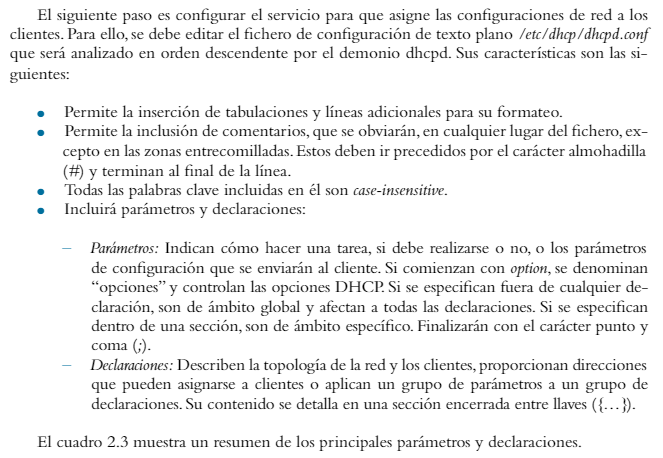 El siguiente paso es configurar el servicio para que asigne las configuraciones de red a los
clientes. Para ello, se debe editar el fichero de configuración de texto plano /etc/dhcp/dhcpd.conf
que será analizado en orden descendente por el demonio dhcpd. Sus características son las si-
guientes:
● Permite la inserción de tabulaciones y líneas adicionales para su formateo.
● Permite la inclusión de comentarios, que se obviarán, en cualquier lugar del fichero, ex-
cepto en las zonas entrecomilladas. Estos deben ir precedidos por el carácter almohadilla
(#) y terminan al final de la línea.
● Todas las palabras clave incluidas en él son case-insensitive.
● Incluirá parámetros y declaraciones:
– Parámetros: Indican cómo hacer una tarea, si debe realizarse o no, o los parámetros
de configuración que se enviarán al cliente. Si comienzan con option, se denominan
“opciones” y controlan las opciones DHCP. Si se especifican fuera de cualquier de-
claración, son de ámbito global y afectan a todas las declaraciones. Si se especifican
dentro de una sección, son de ámbito específico. Finalizarán con el carácter punto y
coma (;).
– Declaraciones: Describen la topología de la red y los clientes, proporcionan direcciones
que pueden asignarse a clientes o aplican un grupo de parámetros a un grupo de
declaraciones. Su contenido se detalla en una sección encerrada entre llaves ({…}).
El cuadro 2.3 muestra un resumen de los principales parámetros y declaraciones.